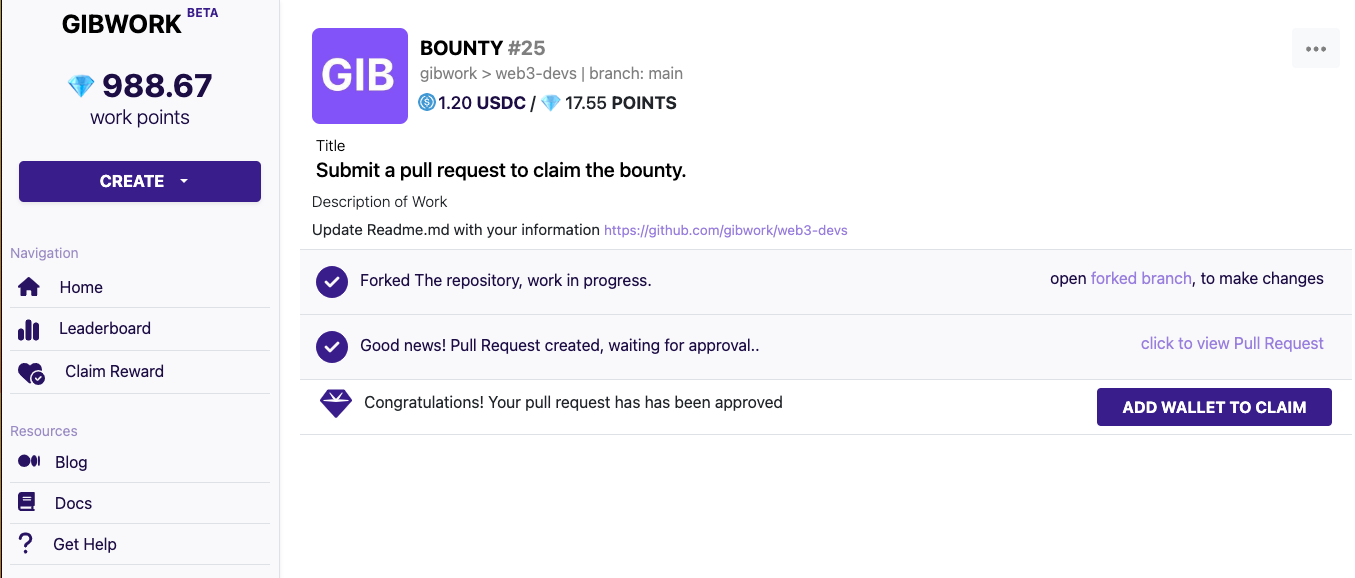 GIBWORK BETA
988.67
work points
CREATE
Navigation
Home
Leaderboard
Claim Reward
Resources
Blog
Docs
Get Help
GIB
BOUNTY #25
gibwork > web3-devs | branch: main
1.20 USDC / 17.55 POINTS
Title
Submit a pull request to claim the bounty.
Description of Work
Update Readme.md with your information https://github.com/gibwork/web3-devs
Forked The repository, work in progress.
open forked branch, to make changes
Good news! Pull Request created, waiting for approval..
click to view Pull Request
Congratulations! Your pull request has has been approved
ADD WALLET TO CLAIM